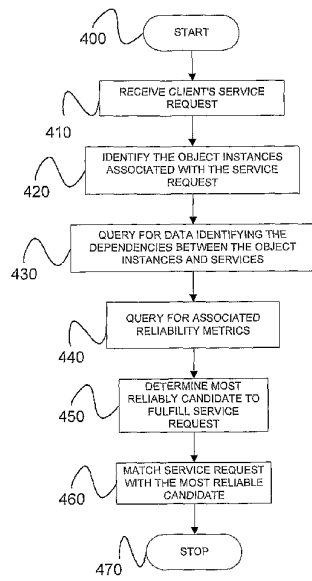 400
START
RECEIVE CLIENT'S SERVICE
REQUEST
410
IDENTIFY THE OBJECT INSTANCES
ASSOCIATED WITH THE SERVICE
REQUEST
420
QUERY FOR DATA IDENTIFYING THE
DEPENDENCIES BETWEEN THE OBJECT
INSTANCES AND SERVICES
430
QUERY FOR ASSOCIATED
RELIABILITY METRICS
440
DETERMINE MOST
RELIABLY CANDIDATE TO
FULFILL SERVICE
REQUEST
450
MATCH SERVICE REQUEST
WITH THE MOST RELIABLE
CANDIDATE
460
STOP
470